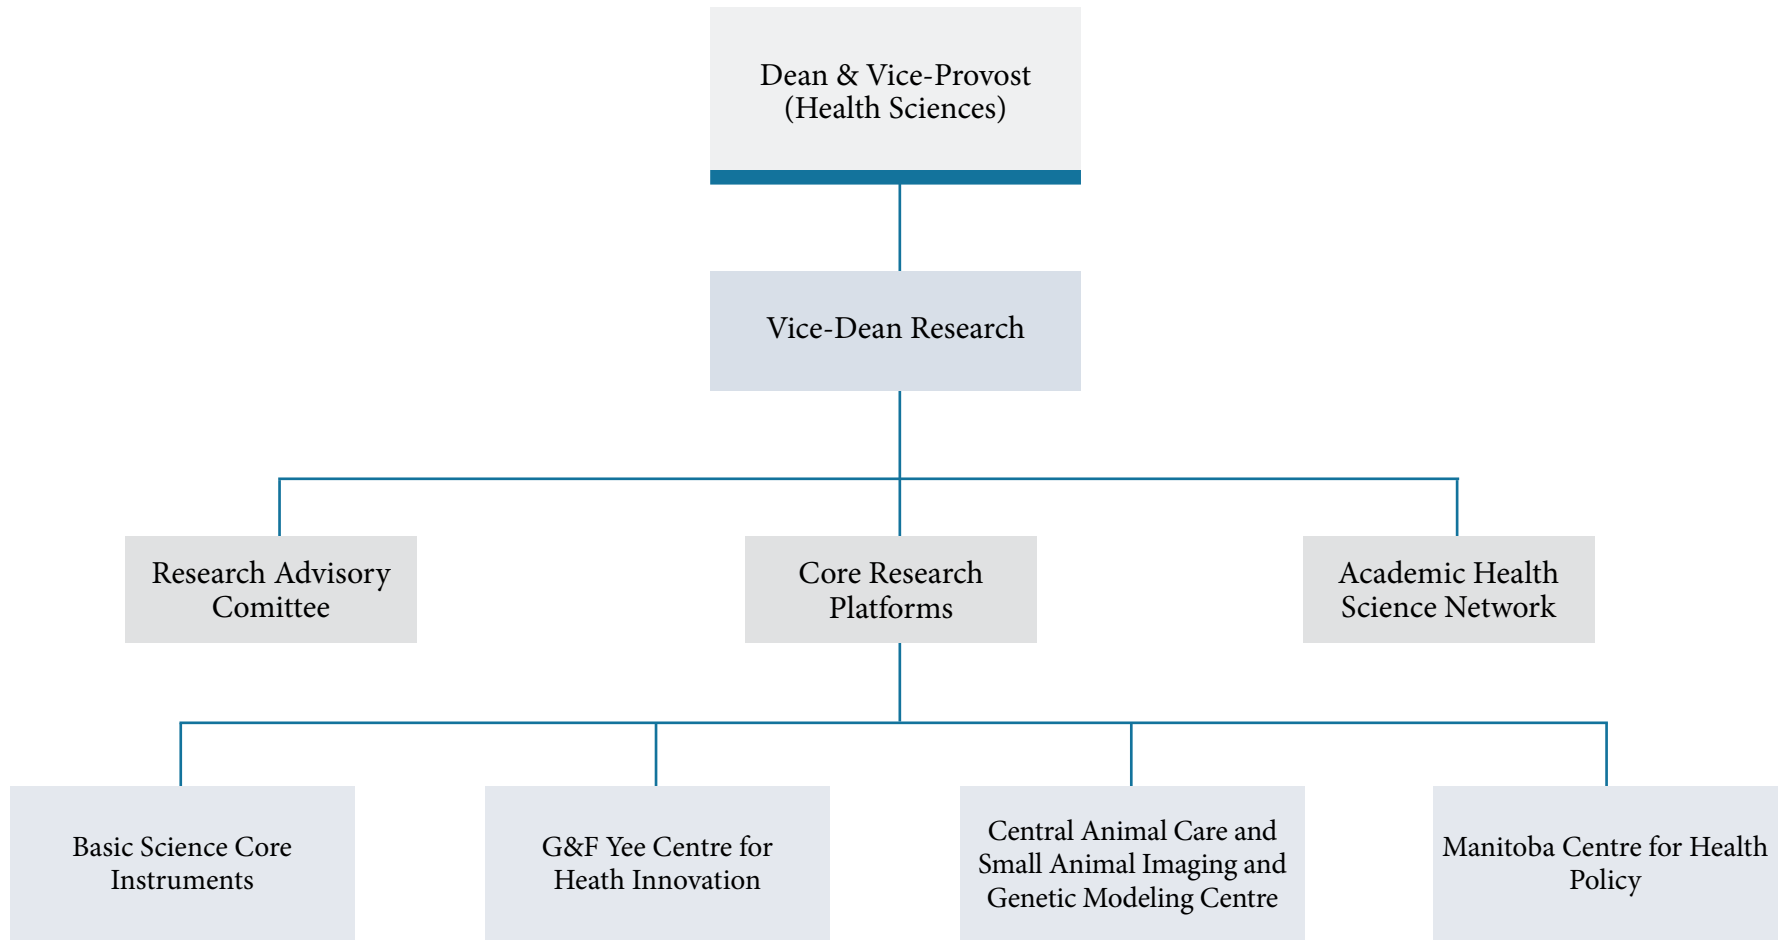 Dean & Vice-Provost
(Health Sciences)
Vice-Dean Research
Research Advisory
Comittee
Core Research
Platforms
Academic Health
Science Network
Basic Science Core
Instruments
G&F Yee Centre for
Heath Innovation
Central Animal Care and
Small Animal Imaging and
Genetic Modeling Centre
Manitoba Centre for Health
Policy